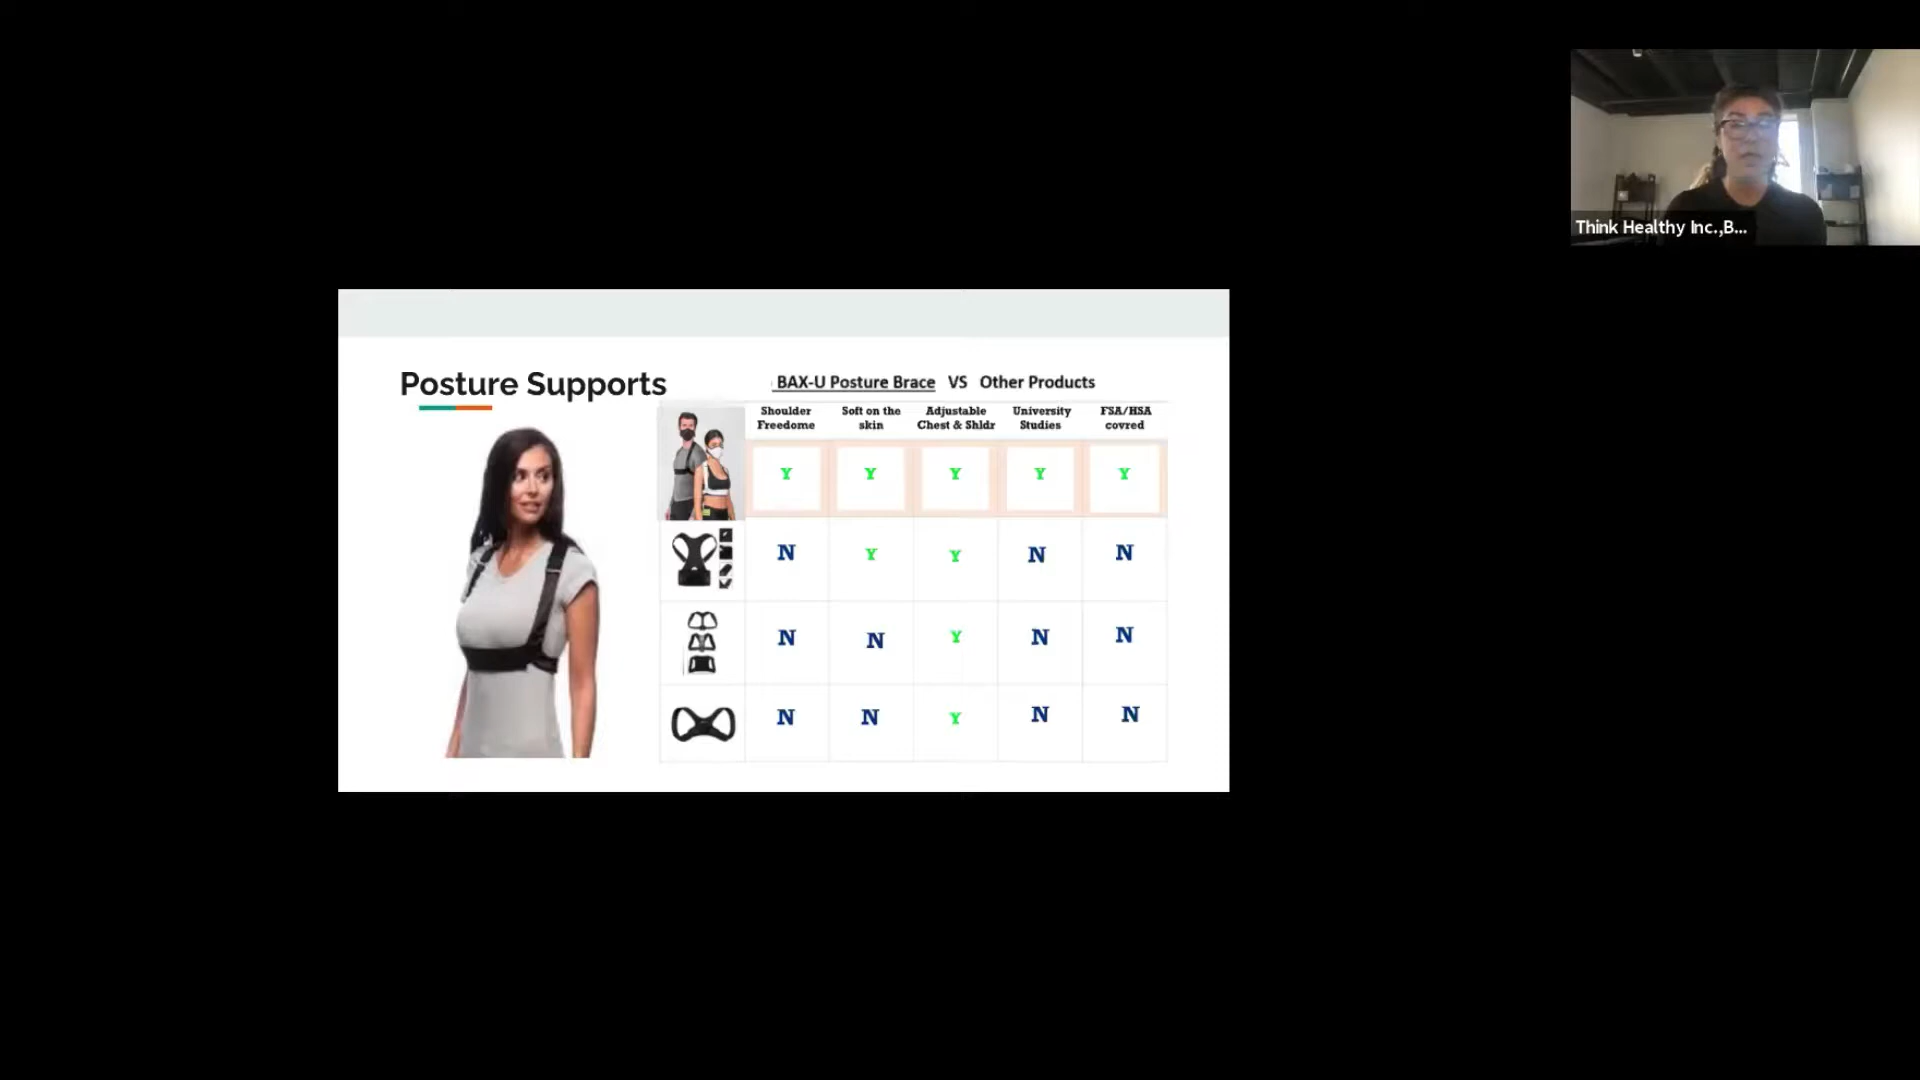 Think Healthy Inc.,B...
Posture Supports
BAX-U Posture Brace VS Other Products
Shoulder Freedome
Soft on the skin
Adjustable Chest & Shldr
University Studies
FSA/HSA covred
Y Y Y Y Y
N Y Y N N
N N Y N N
N N Y N N